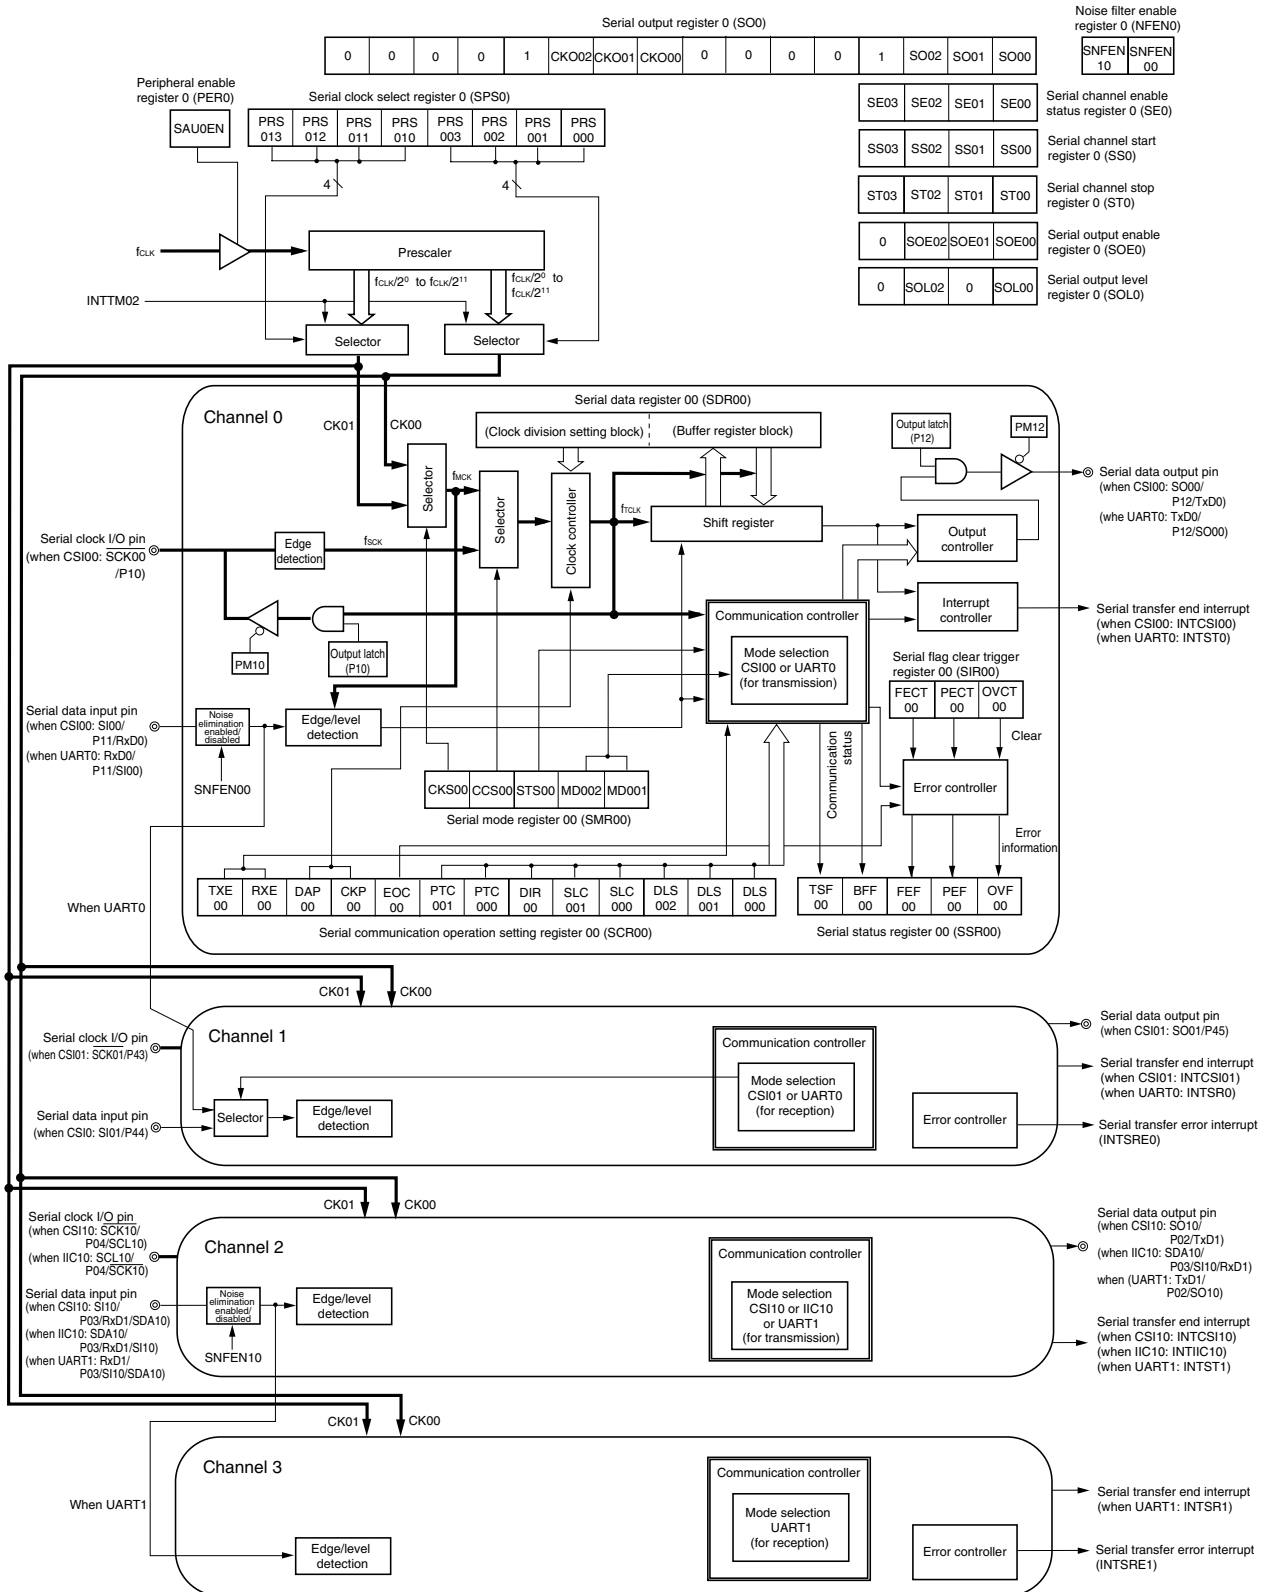 Serial output register 0 (SO0)
0 0 0 0 1 CKO02 CKO01 CKO00 0 0 0 0 1 SO02 SO01 SO00
Noise filter enable
register 0 (NFEN0)
SNFEN
10
SNFEN
00
Peripheral enable
register 0 (PER0)
SAU0EN
Serial clock select register 0 (SPS0)
PRS
013
PRS
012
PRS
011
PRS
010
PRS
003
PRS
002
PRS
001
PRS
000
4
4
SE03 SE02 SE01 SE00
Serial channel enable
status register 0 (SE0)
SS03 SS02 SS01 SS00
Serial channel start
register 0 (SS0)
ST03 ST02 ST01 ST00
Serial channel stop
register 0 (ST0)
0 SOE02 SOE01 SOE00
Serial output enable
register 0 (SOE0)
0 SOL02 0 SOL00
Serial output level
register 0 (SOL0)
fCLK
Prescaler
fCLK/2⁰ to fCLK/2¹¹
fCLK/2⁰ to
fCLK/2¹¹
INTTM02
Selector
Selector
Channel 0
CK01
CK00
Serial data register 00 (SDR00)
(Clock division setting block)
(Buffer register block)
Output latch
(P12)
PM12
Serial data output pin
(when CSI00: SO00/
P12/TxD0)
(whe UART0: TxD0/
P12/SO00)
Selector
fMCK
Selector
Clock controller
fTCLK
Shift register
Output
controller
Serial clock I/O pin
(when CSI00: SCK00
/P10)
Edge
detection
fSCK
Interrupt
controller
Serial transfer end interrupt
(when CSI00: INTCSI00)
(when UART0: INTST0)
Communication controller
Mode selection
CSI00 or UART0
(for transmission)
PM10
Output latch
(P10)
Serial flag clear trigger
register 00 (SIR00)
FECT
00
PECT
00
OVCT
00
Clear
Serial data input pin
(when CSI00: SI00/
P11/RxD0)
(when UART0: RxD0/
P11/SI00)
Noise
elimination
enabled/
disabled
SNFEN00
Edge/level
detection
Communication
status
Error controller
CKS00 CCS00 STS00 MD002 MD001
Serial mode register 00 (SMR00)
Error
information
When UART0
TXE
00
RXE
00
DAP
00
CKP
00
EOC
00
PTC
001
PTC
000
DIR
00
SLC
001
SLC
000
DLS
002
DLS
001
DLS
000
Serial communication operation setting register 00 (SCR00)
TSF
00
BFF
00
FEF
00
PEF
00
OVF
00
Serial status register 00 (SSR00)
CK01
CK00
Channel 1
Serial clock I/O pin
(when CSI01: SCK01/P43)
Communication controller
Mode selection
CSI01 or UART0
(for reception)
Serial data output pin
(when CSI01: SO01/P45)
Serial transfer end interrupt
(when CSI01: INTCSI01)
(when UART0: INTSR0)
Serial data input pin
(when CSI0: SI01/P44)
Selector
Edge/level
detection
Error controller
Serial transfer error interrupt
(INTSRE0)
CK01
CK00
Channel 2
Serial clock I/O pin
(when CSI10: SCK10/
P04/SCL10)
(when IIC10: SCL10/
P04/SCK10)
Communication controller
Mode selection
CSI10 or IIC10
or UART1
(for transmission)
Serial data output pin
(when CSI10: SO10/
P02/TxD1)
(when IIC10: SDA10/
P03/SI10/RxD1)
when (UART1: TxD1/
P02/SO10)
Serial data input pin
(when CSI10: SI10/
P03/RxD1/SDA10)
(when IIC10: SDA10/
P03/RxD1/SI10)
(when UART1: RxD1/
P03/SI10/SDA10)
Noise
elimination
enabled/
disabled
SNFEN10
Edge/level
detection
Serial transfer end interrupt
(when CSI10: INTCSI10)
(when IIC10: INTIIC10)
(when UART1: INTST1)
CK01
CK00
Channel 3
When UART1
Edge/level
detection
Communication controller
Mode selection
UART1
(for reception)
Error controller
Serial transfer end interrupt
(when UART1: INTSR1)
Serial transfer error interrupt
(INTSRE1)